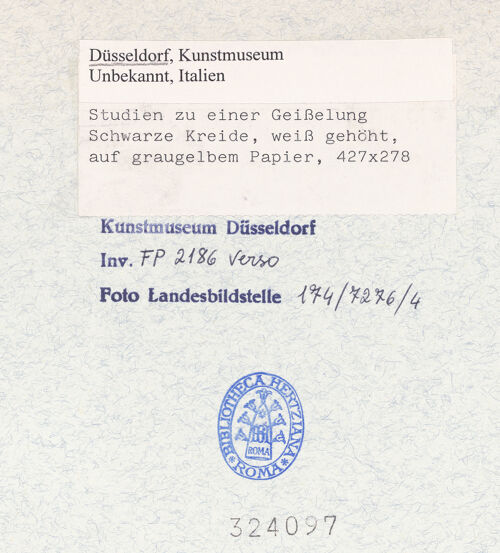 Düsseldorf, Kunstmuseum
Unbekannt, Italien
Studien zu einer Geißelung
Schwarze Kreide, weiß gehöht,
auf graugelbem Papier, 427x278
Kunstmuseum Düsseldorf
Inv. FP 2186 verso
Foto Landesbildstelle 174/7276/4
BIBLIOTHECA HERTZIANA
ROMA
ROMA
324097